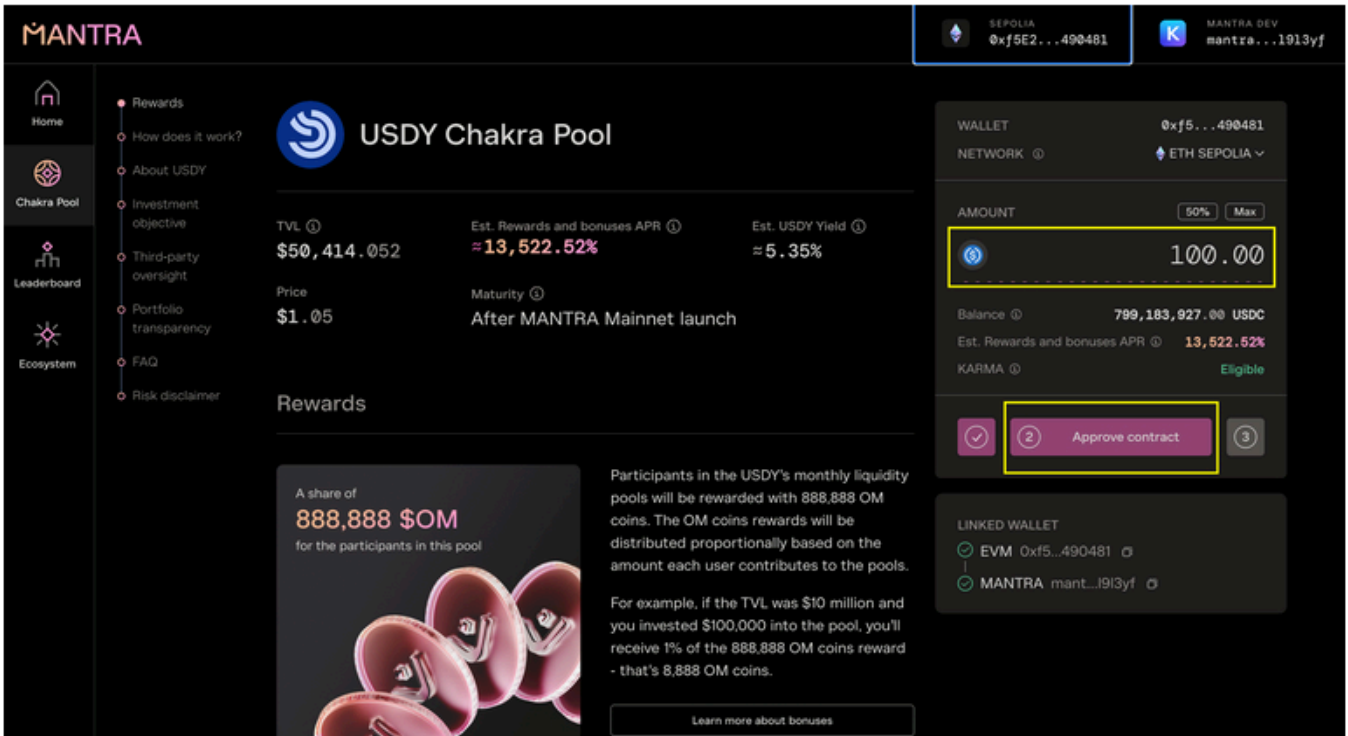 MANTRA
SEPOLIA
0xf5E2...490481
MANTRA DEV
mantra...l9l3yf
Home
Chakra Pool
Leaderboard
Ecosystem
Rewards
How does it work?
About USDY
Investment
objective
Third-party
oversight
Portfolio
transparency
FAQ
Risk disclaimer
USDY Chakra Pool
TVL
$50,414.052
Est. Rewards and bonuses APR
≈13,522.52%
Est. USDY Yield
≈5.35%
Price
$1.05
Maturity
After MANTRA Mainnet launch
Rewards
A share of
888,888 $OM
for the participants in this pool
Participants in the USDY's monthly liquidity
pools will be rewarded with 888,888 OM
coins. The OM coins rewards will be
distributed proportionally based on the
amount each user contributes to the pools.
For example, if the TVL was $10 million and
you invested $100,000 into the pool, you'll
receive 1% of the 888,888 OM coins reward
- that's 8,888 OM coins.
Learn more about bonuses
WALLET 0xf5...490481
NETWORK ETH SEPOLIA
AMOUNT 50% Max
100.00
Balance 799,183,927.00 USDC
Est. Rewards and bonuses APR 13,522.52%
KARMA Eligible
2 Approve contract 3
LINKED WALLET
EVM 0xf5...490481
MANTRA mant...l9l3yf